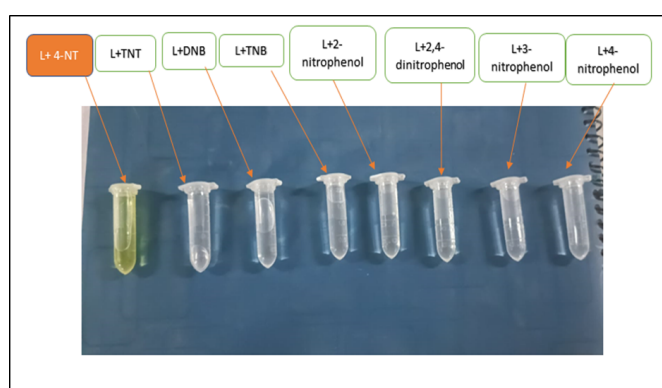 L+ 4-NT
L+TNT
L+DNB
L+TNB
L+2-
nitrophenol
L+2,4-
dinitrophenol
L+3-
nitrophenol
L+4-
nitrophenol